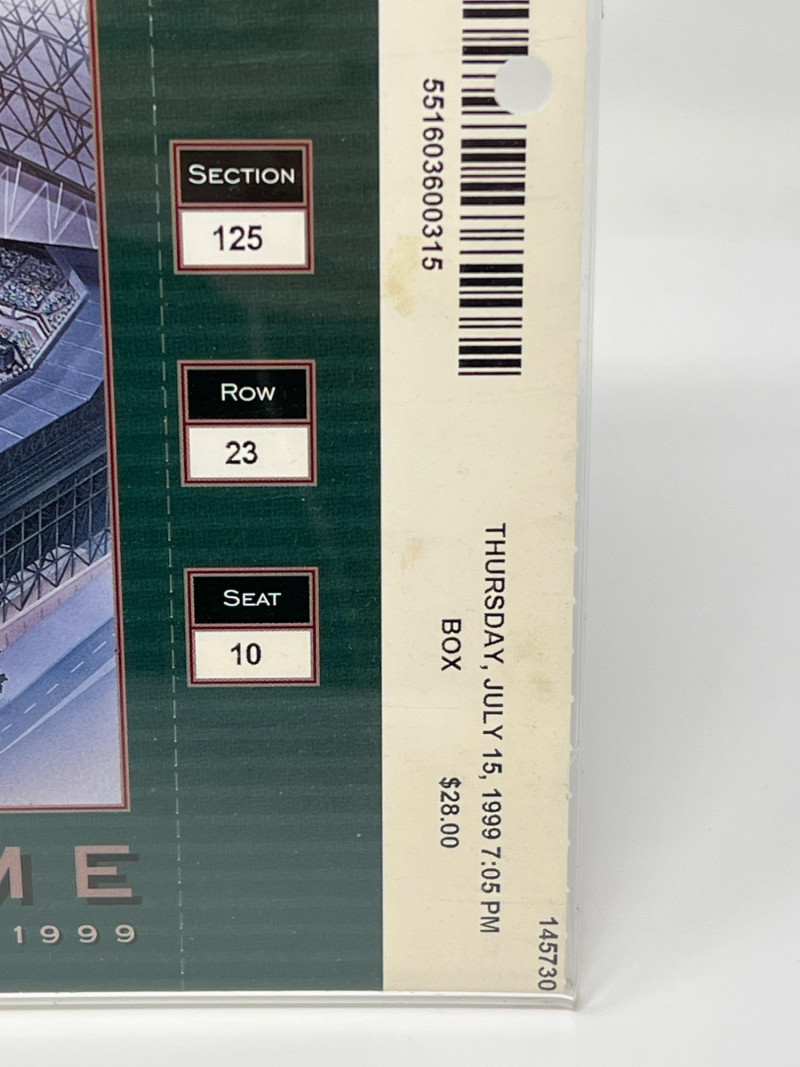 SECTION
125
ROW
23
SEAT
10
ME
1999
551603600315
THURSDAY, JULY 15, 1999 7:05 PM
BOX $28.00
145730